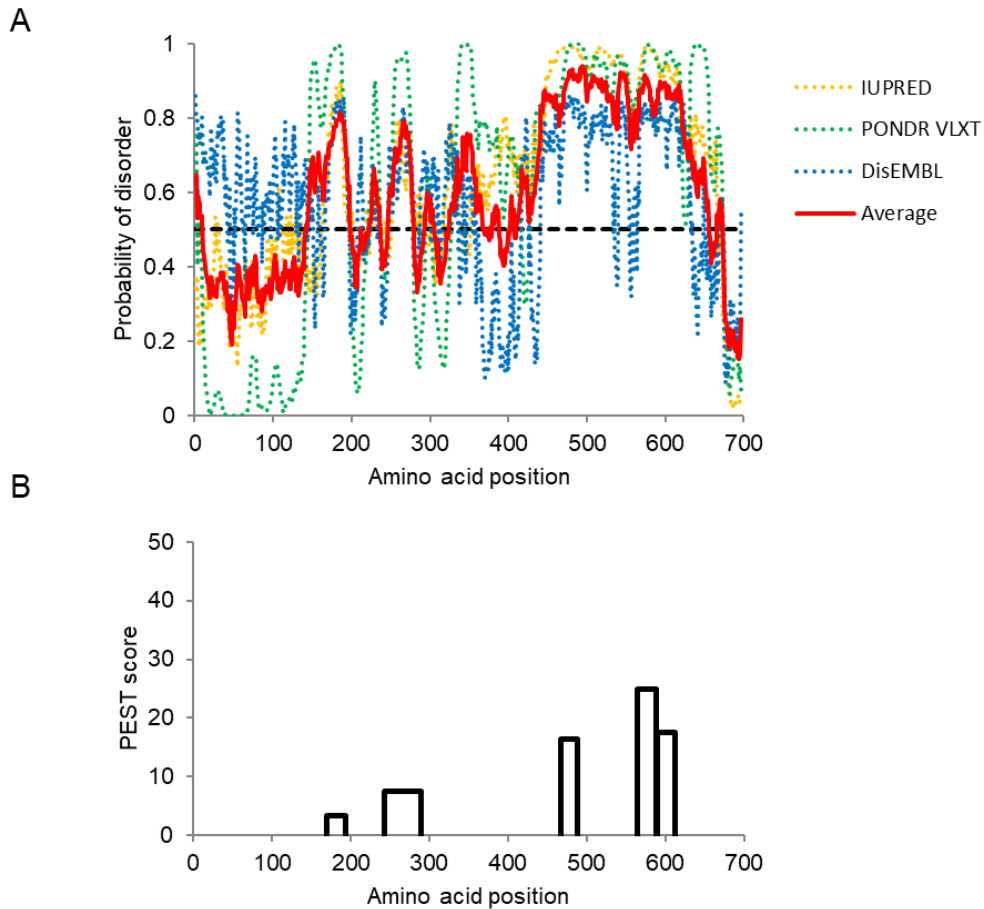 A
Probability of disorder
1
0.8
0.6
0.4
0.2
0
0 100 200 300 400 500 600 700
Amino acid position
IUPRED
PONDR VLXT
DisEMBL
Average
B
PEST score
50
40
30
20
10
0
0 100 200 300 400 500 600 700
Amino acid position